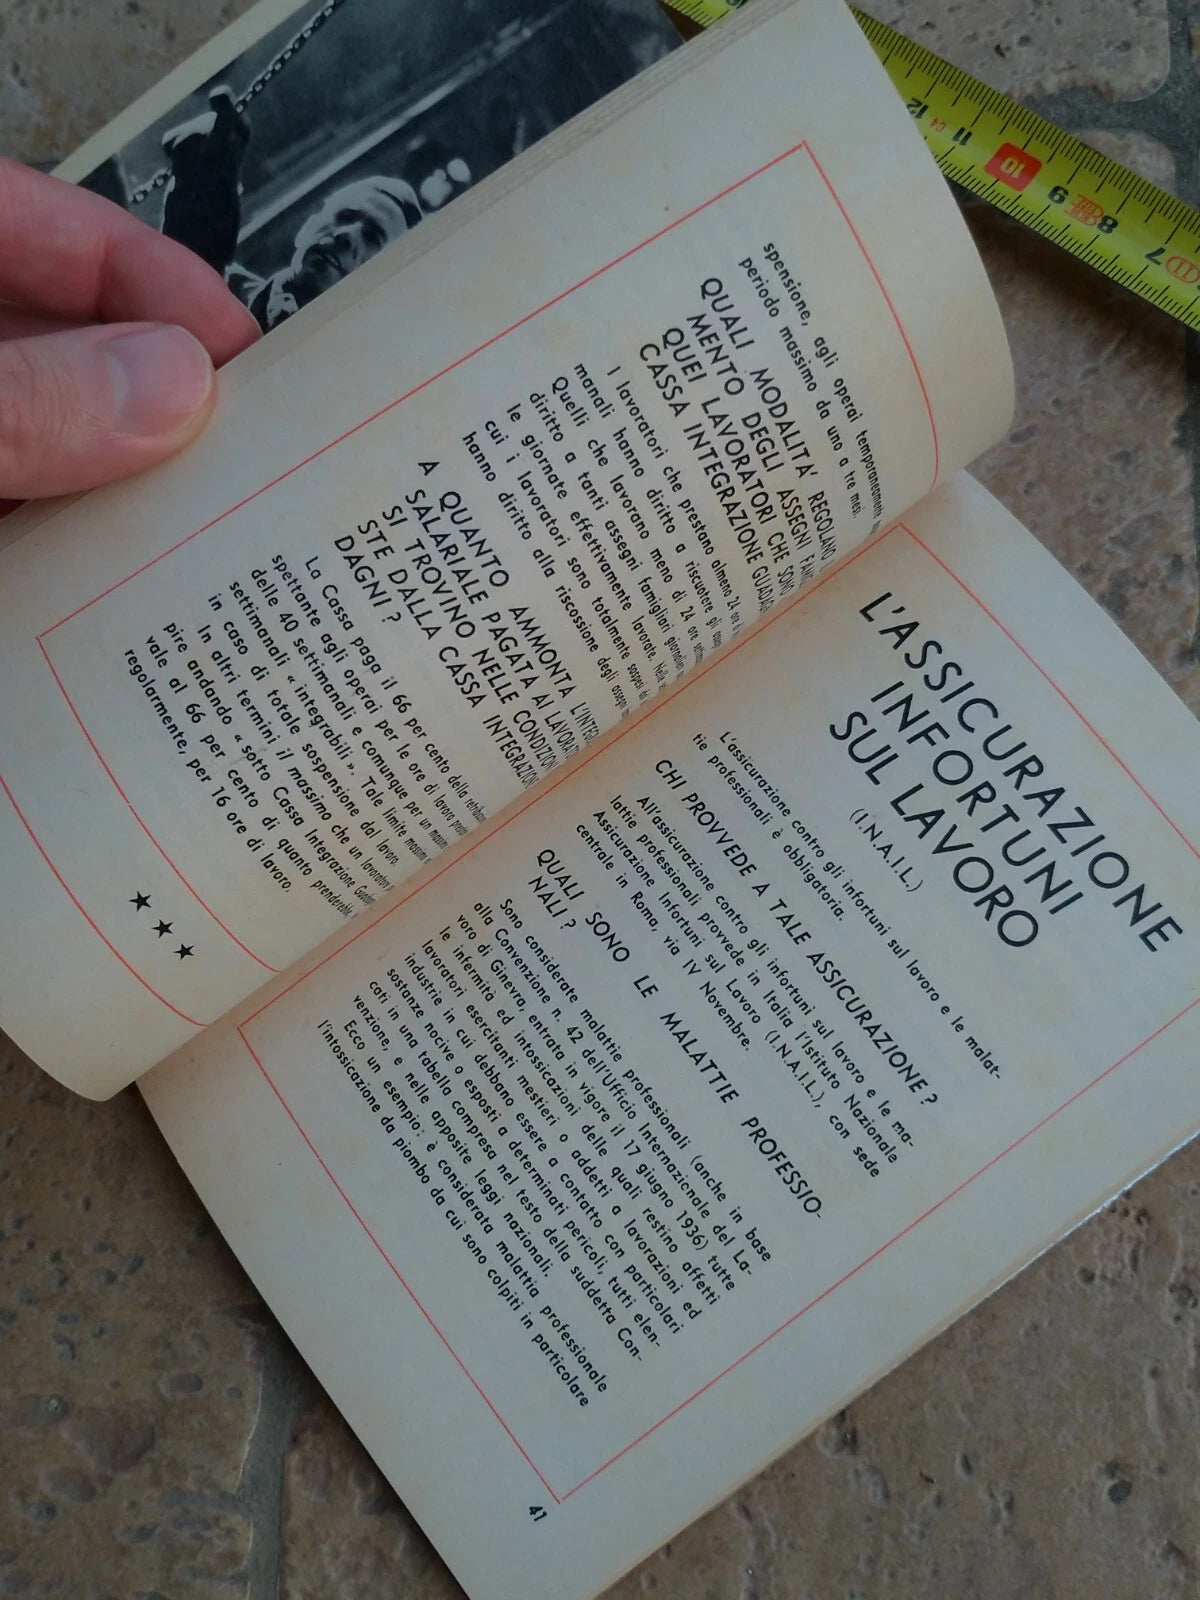 spensione, agli operai temporaneamente
periodo massimo da uno a tre mesi.
QUALI MODALITA' REGOLANO
MENTO DEGLI ASSEGNI
QUEI LAVORATORI CHE SONO
CASSA INTEGRAZIONE
I lavoratori che prestano almeno 24 ore
manali hanno diritto a riscuotere gli
Quelli che lavorano meno di 24 ore
diritto a tanti assegni famigliari giornalieri
le giornate effettivamente lavorate.
cui i lavoratori sono totalmente sospesi
hanno diritto alla riscossione degli assegni
A QUANTO AMMONTA
SALARIALE PAGATA AI
SI TROVINO NELLE
STE DALLA CASSA
DAGNI?
La Cassa paga il 66 per cento della
spettante agli operai per le ore di lavoro
delle 40 settimanali e comunque per un
settimanali « integrabili ». Tale limite
in caso di totale sospensione dal lavoro.
In altri termini il massimo che un lavoratore
pire andando « sotto Cassa Integrazione
vale al 66 per cento di quanto prenderebbe,
regolarmente, per 16 ore di lavoro.
★ ★ ★
L'ASSICURAZIONE
INFORTUNI
SUL LAVORO
(I.N.A.I.L.)
L'assicurazione contro gli infortuni sul lavoro e le malat-
tie professionali è obbligatoria.
CHI PROVVEDE A TALE ASSICURAZIONE?
All'assicurazione contro gli infortuni sul lavoro e le ma-
lattie professionali provvede in Italia l'Istituto Nazionale
Assicurazione Infortuni sul Lavoro (I.N.A.I.L.), con sede
centrale in Roma, via IV Novembre.
QUALI SONO LE MALATTIE PROFESSIO-
NALI?
Sono considerate malattie professionali (anche in base
alla Convenzione n. 42 dell'Ufficio Internazionale del La-
voro di Ginevra, entrata in vigore il 17 giugno 1936) tutte
le infermità ed intossicazioni delle quali restino affetti
lavoratori esercitanti mestieri o addetti a lavorazioni ed
industrie in cui debbano essere a contatto con particolari
sostanze nocive o esposti a determinati pericoli, tutti elen-
cati in una tabella compresa nel testo della suddetta Con-
venzione, e nelle apposite leggi nazionali.
Ecco un esempio: è considerata malattia professionale
l'intossicazione da piombo da cui sono colpiti in particolare
41
12
11
10
9
8
7